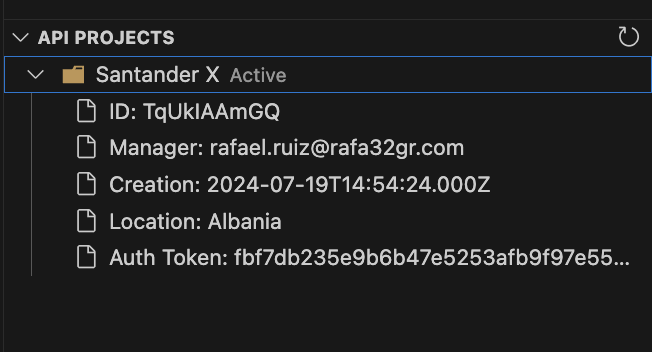 API PROJECTS
Santander X Active
ID: TqUkIAAmGQ
Manager: rafael.ruiz@rafa32gr.com
Creation: 2024-07-19T14:54:24.000Z
Location: Albania
Auth Token: fbf7db235e9b6b47e5253afb9f97e55...